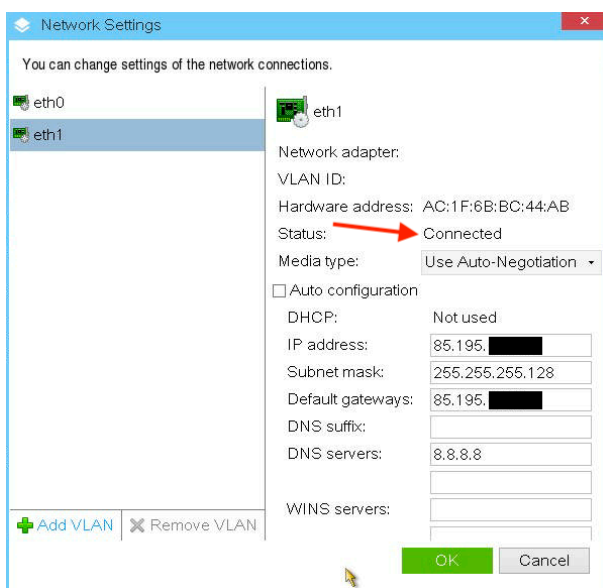 Network Settings
You can change settings of the network connections.
eth0
eth1
eth1
Network adapter:
VLAN ID:
Hardware address: AC:1F:6B:BC:44:AB
Status: Connected
Media type: Use Auto-Negotiation
Auto configuration
DHCP: Not used
IP address: 85.195.
Subnet mask: 255.255.255.128
Default gateways: 85.195.
DNS suffix:
DNS servers: 8.8.8.8
WINS servers:
Add VLAN Remove VLAN
OK Cancel